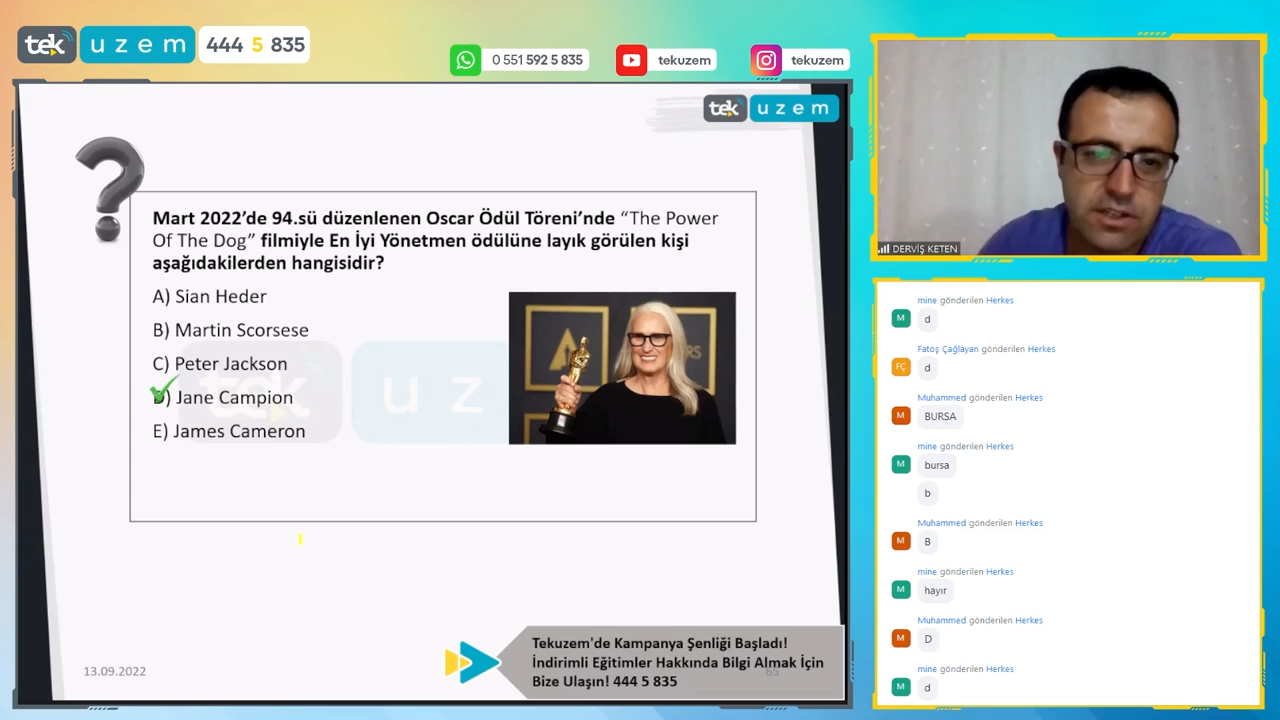 tek uzem 444 5 835
0 551 592 5 835
tekuzem
tekuzem
tek uzem
Mart 2022’de 94.sü düzenlenen Oscar Ödül Töreni’nde “The Power
Of The Dog” filmiyle En İyi Yönetmen ödülüne layık görülen kişi
aşağıdakilerden hangisidir?
A) Sian Heder
B) Martin Scorsese
C) Peter Jackson
D) Jane Campion
E) James Cameron
tek uz
13.09.2022
65
Tekuzem'de Kampanya Şenliği Başladı!
İndirimli Eğitimler Hakkında Bilgi Almak İçin
Bize Ulaşın! 444 5 835
DERVİŞ KETEN
mine gönderilen Herkes
M d
Fatoş Çağlayan gönderilen Herkes
FÇ d
Muhammed gönderilen Herkes
M BURSA
mine gönderilen Herkes
M bursa
b
Muhammed gönderilen Herkes
M B
mine gönderilen Herkes
M hayır
Muhammed gönderilen Herkes
M D
mine gönderilen Herkes
M d